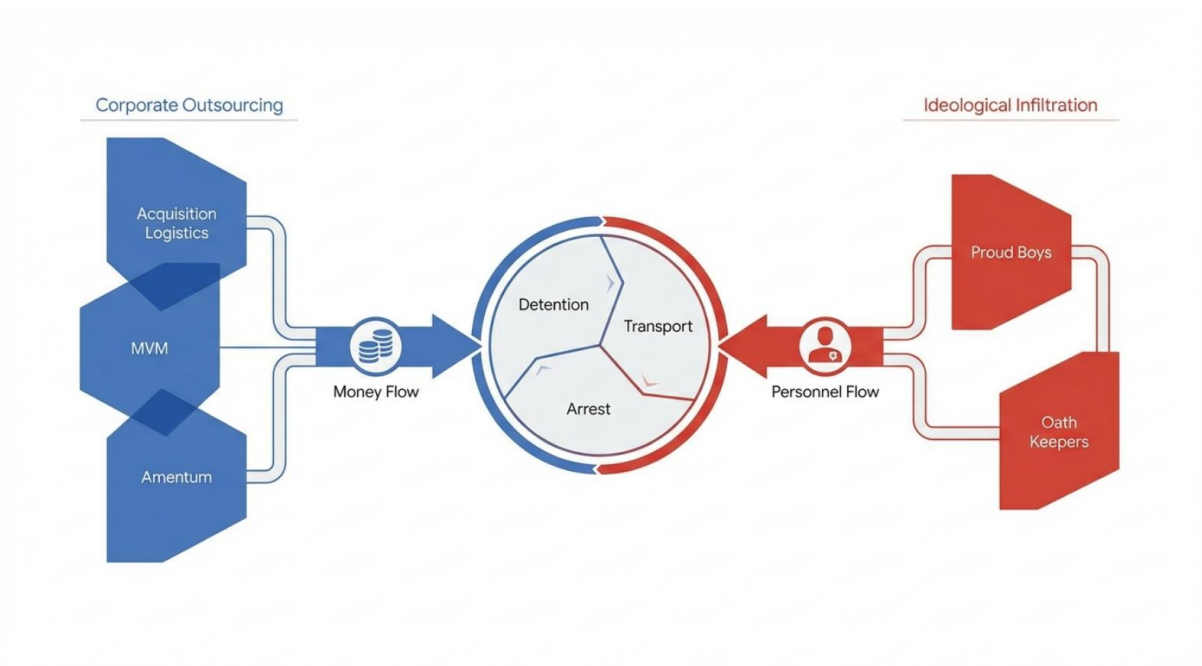 Corporate Outsourcing
Ideological Infiltration
Acquisition
Logistics
MVM
Amentum
Money Flow
Detention
Transport
Arrest
Personnel Flow
Proud Boys
Oath
Keepers